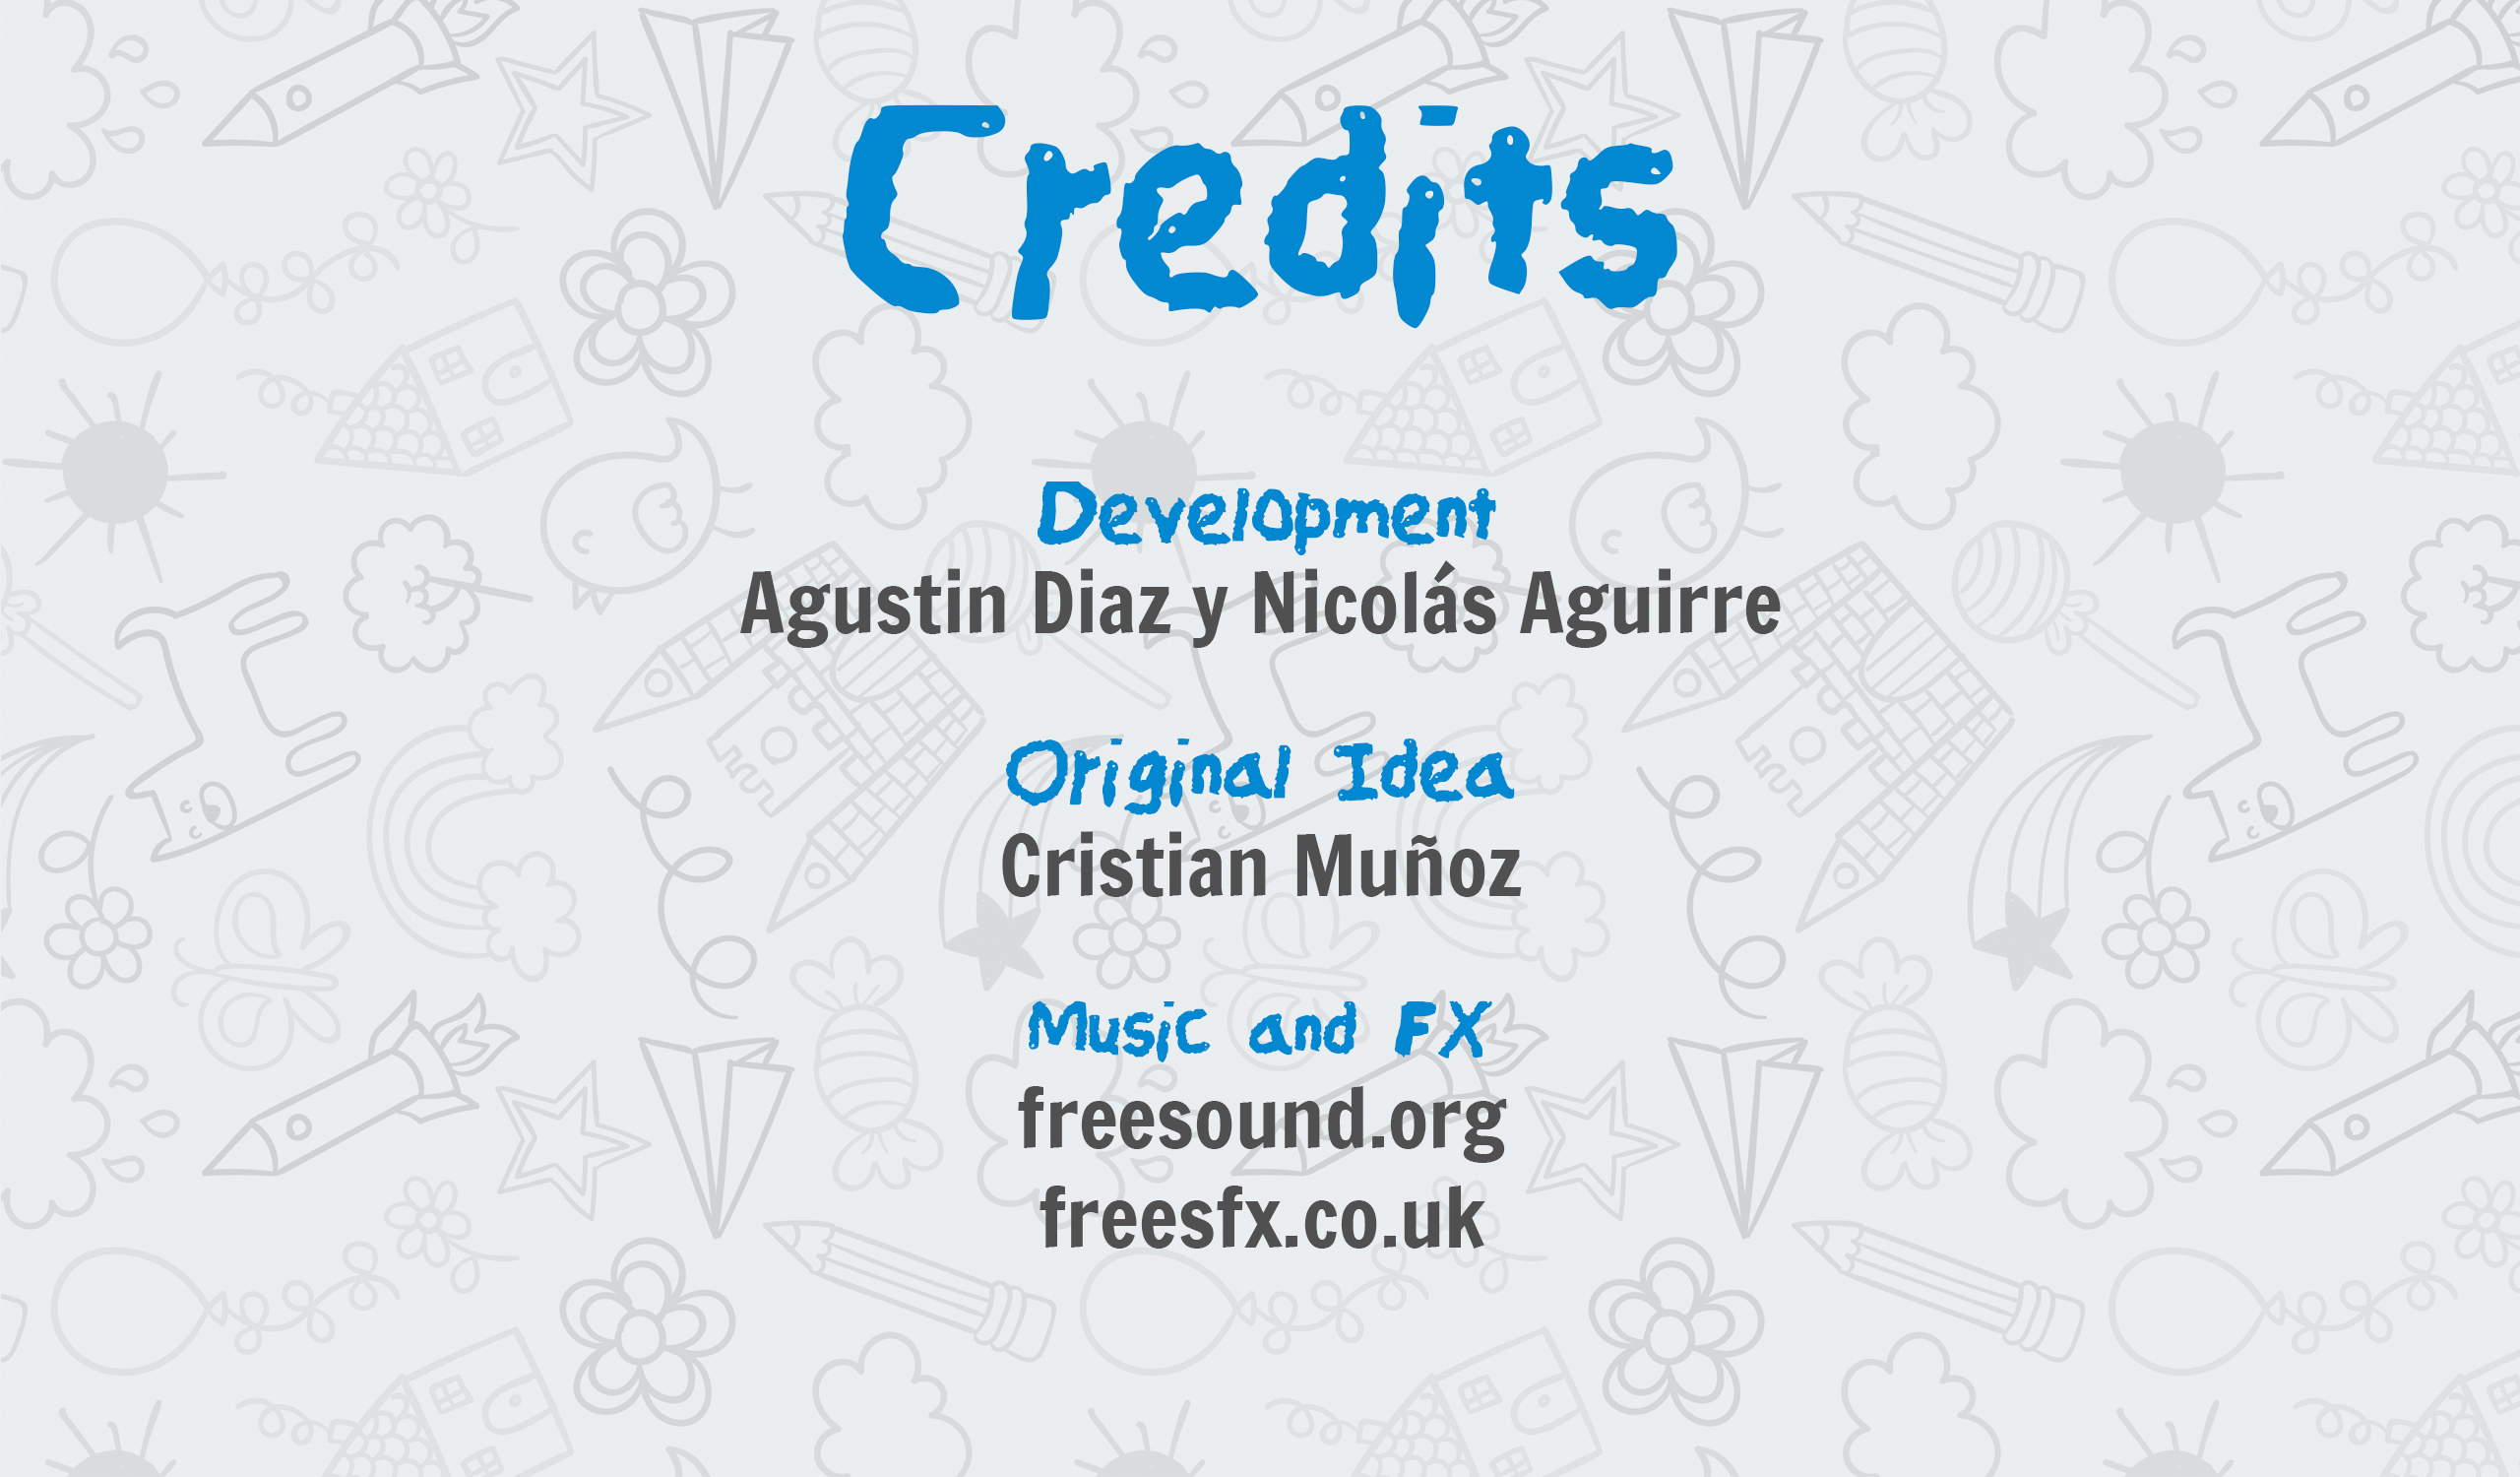 Credits
Development
Agustin Diaz y Nicolás Aguirre
Original Idea
Cristian Muñoz
Music and FX
freesound.org
freesfx.co.uk